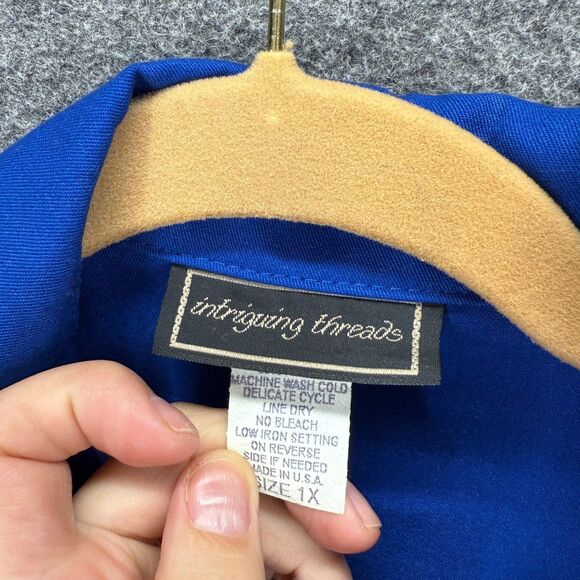 intriguing threads
MACHINE WASH COLD
DELICATE CYCLE
LINE DRY
NO BLEACH
LOW IRON SETTING
ON REVERSE
SIDE IF NEEDED
MADE IN U.S.A.
SIZE 1X